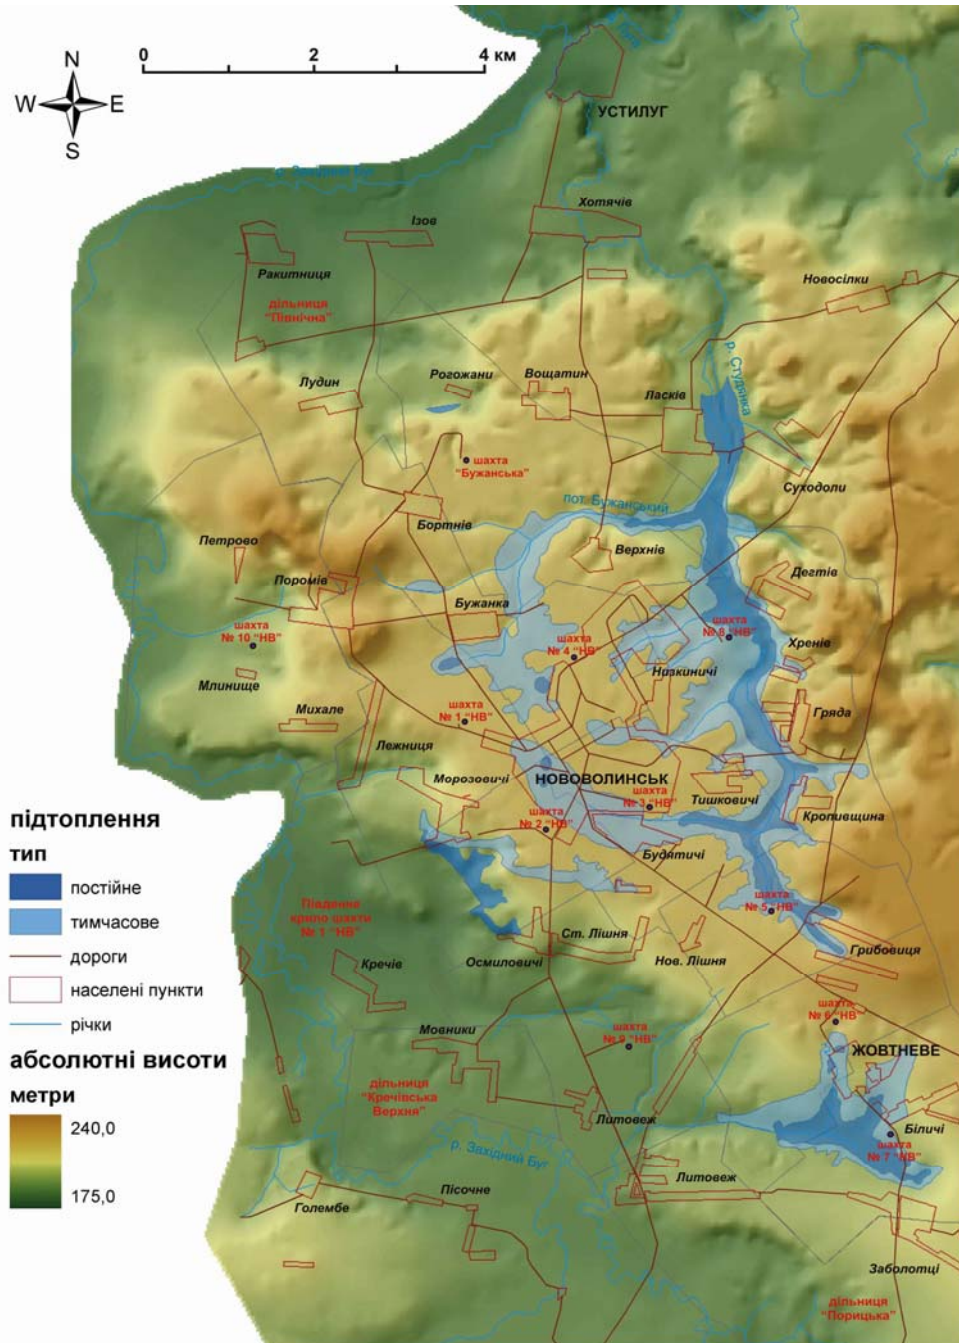 0 2 4 км
N
W E
S
р. Луга
УСТИЛУГ
р. Західний Буг
Хотячів
Ізов
Ракитниця
Новосілки
дільниця
"Північна"
р. Студянка
Рогожани
Вощатин
Лудин
Ласків
шахта
"Бужанська"
Суходоли
пот. Бужанський
Бортнів
Петрово
Верхнів
Дегтів
Поромів
Бужанка
шахта
№ 10 "НВ"
шахта
№ 8 "НВ"
шахта
№ 4 "НВ"
Хренів
Низкиничі
Млинище
Михале
шахта
№ 1 "НВ"
Гряда
Лежниця
Морозовичі
НОВОВОЛИНСЬК
шахта
№ 3 "НВ"
Тишковичі
Кропивщина
шахта
№ 2 "НВ"
Будятичі
підтоплення
тип
постійне
тимчасове
дороги
населені пункти
річки
абсолютні висоти
метри
240,0
175,0
шахта
№ 5 "НВ"
Південне
крило шахти
№ 1 "НВ"
Ст. Лішня
Грибовиця
Осмиловичі
Нов. Лішня
Кречів
шахта
№ 6 "НВ"
Мовники
шахта
№ 9 "НВ"
ЖОВТНЕВЕ
дільниця
"Кречівська
Верхня"
Литовеж
Біличі
шахта
№ 7 "НВ"
р. Західний Буг
Литовеж
Пісочне
Голембе
Заболотці
дільниця
"Порицька"